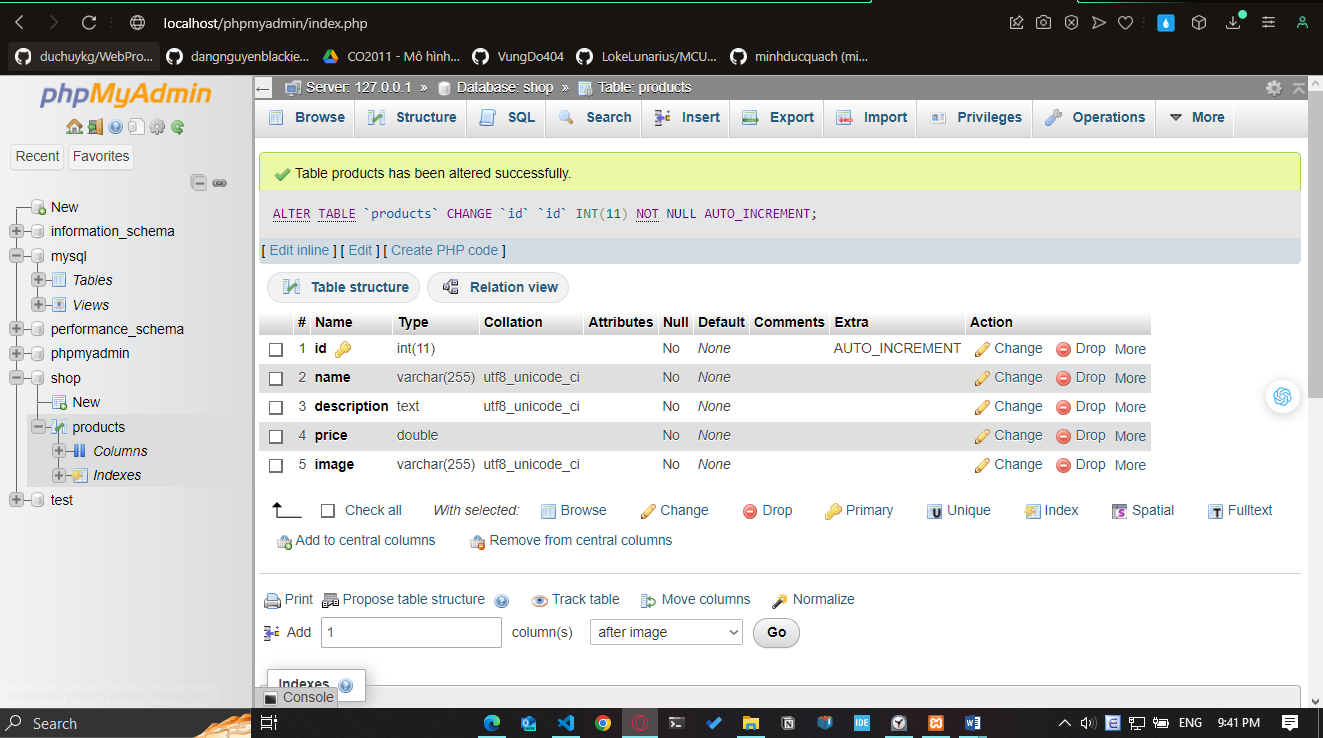 localhost/phpmyadmin/index.php
duchuykg/WebPro... dangnguyenblackie... CO2011 - Mô hình... VungDo404 LokeLunarius/MCU... minhducquach (mi...
phpMyAdmin
Recent Favorites
New
information_schema
mysql
Tables
Views
performance_schema
phpmyadmin
shop
New
products
Columns
Indexes
test
localhost/phpmyadmin/index.php
Server: 127.0.0.1 » Database: shop » Table: products
Browse Structure SQL Search Insert Export Import Privileges Operations More
Table products has been altered successfully.
ALTER TABLE `products` CHANGE `id` `id` INT(11) NOT NULL AUTO_INCREMENT;
[ Edit inline ] [ Edit ] [ Create PHP code ]
Table structure Relation view
# Name Type Collation Attributes Null Default Comments Extra Action
1 id int(11) No None AUTO_INCREMENT Change Drop More
2 name varchar(255) utf8_unicode_ci No None Change Drop More
3 description text utf8_unicode_ci No None Change Drop More
4 price double No None Change Drop More
5 image varchar(255) utf8_unicode_ci No None Change Drop More
Check all With selected: Browse Change Drop Primary Unique Index Spatial Fulltext
Add to central columns Remove from central columns
Print Propose table structure Track table Move columns Normalize
Add 1 column(s) after image Go
Indexes
Console
Search ENG 9:41 PM